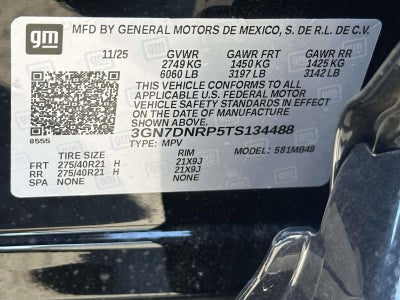 gm
MFD BY GENERAL MOTORS DE MEXICO, S. DE R.L. DE C.V.
11/25 GVWR GAWR FRT GAWR RR
2749 KG 1450 KG 1425 KG
6060 LB 3197 LB 3142 LB
THIS VEHICLE CONFORMS TO ALL APPLICABLE
U.S. FEDERAL MOTOR
VEHICLE SAFETY STANDARDS IN EFFECT
ON THE DATE OF MANUFACTURE SHOWN ABOVE.
3GN7DNRP5TS134488
8555 TYPE: MPV MODEL: 581MB48
TIRE SIZE RIM
FRT 275/40R21 H 21X9J
RR 275/40R21 H 21X9J
SPA NONE NONE